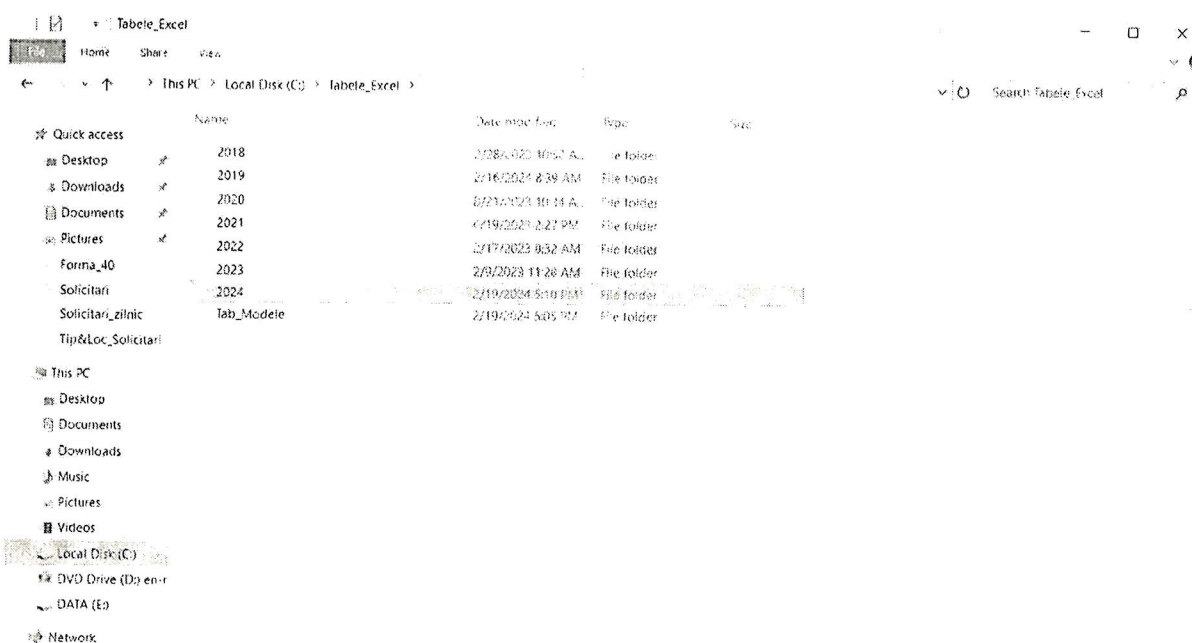 Tabele_Excel
File Home Share View
This PC > Local Disk (C:) > Tabele_Excel >
Search Tabele_Excel
Name Date modified Type Size
Quick access
Desktop
Downloads
Documents
Pictures
Forma_40
Solicitari
Solicitari_zilnic
Tip&Loc_Solicitari
This PC
Desktop
Documents
Downloads
Music
Pictures
Videos
Local Disk (C:)
DVD Drive (D:) en-r
DATA (E:)
Network
2018 File folder
2019 2/16/2024 8:39 AM File folder
2020 File folder
2021 2:27 PM File folder
2022 2/17/2023 8:32 AM File folder
2023 2/9/2023 11:28 AM File folder
2024 2/19/2024 5:10 PM File folder
Tab_Modele 2/19/2024 5:05 PM File folder